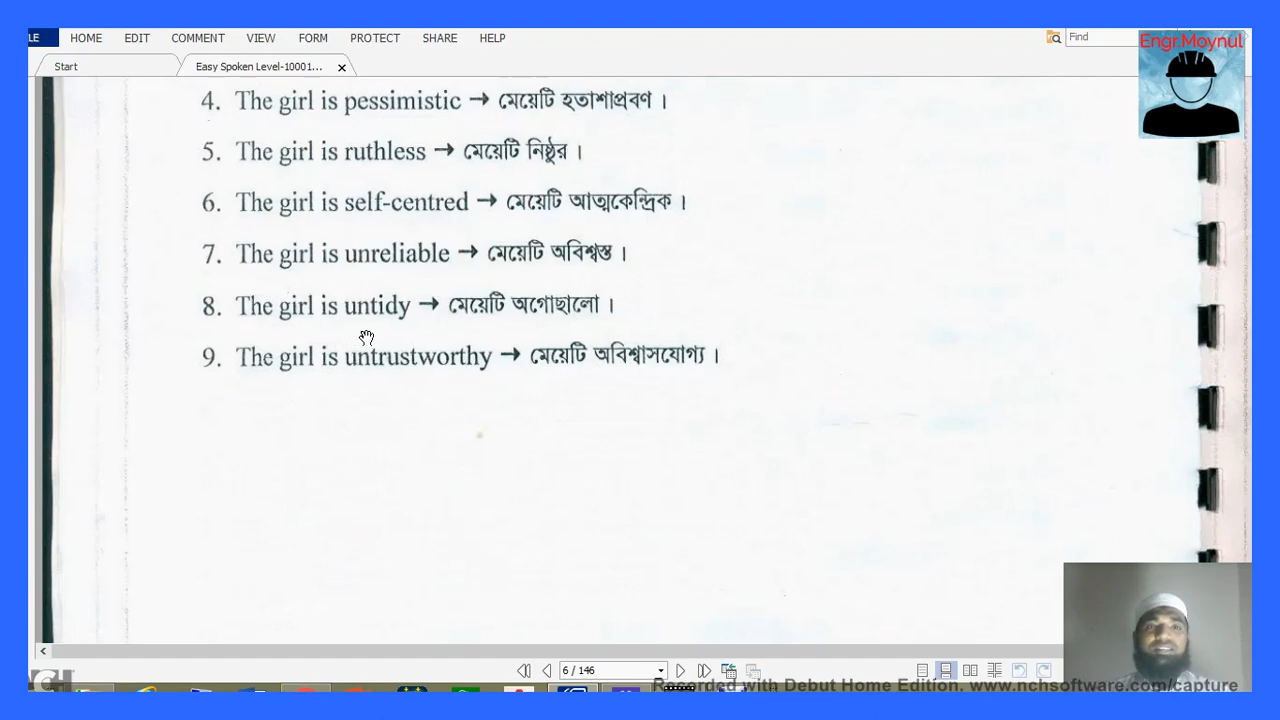 LE HOME EDIT COMMENT VIEW FORM PROTECT SHARE HELP
Find
Engr.Moynul
Start
Easy Spoken Level-10001... x
4. The girl is pessimistic → মেয়েটি হতাশাপ্রবণ ।
5. The girl is ruthless → মেয়েটি নিষ্ঠুর ।
6. The girl is self-centred → মেয়েটি আত্মকেন্দ্রিক ।
7. The girl is unreliable → মেয়েটি অবিশ্বস্ত ।
8. The girl is untidy → মেয়েটি অগোছালো ।
9. The girl is untrustworthy → মেয়েটি অবিশ্বাসযোগ্য ।
6 / 146
Recorded with Debut Home Edition. www.nchsoftware.com/capture